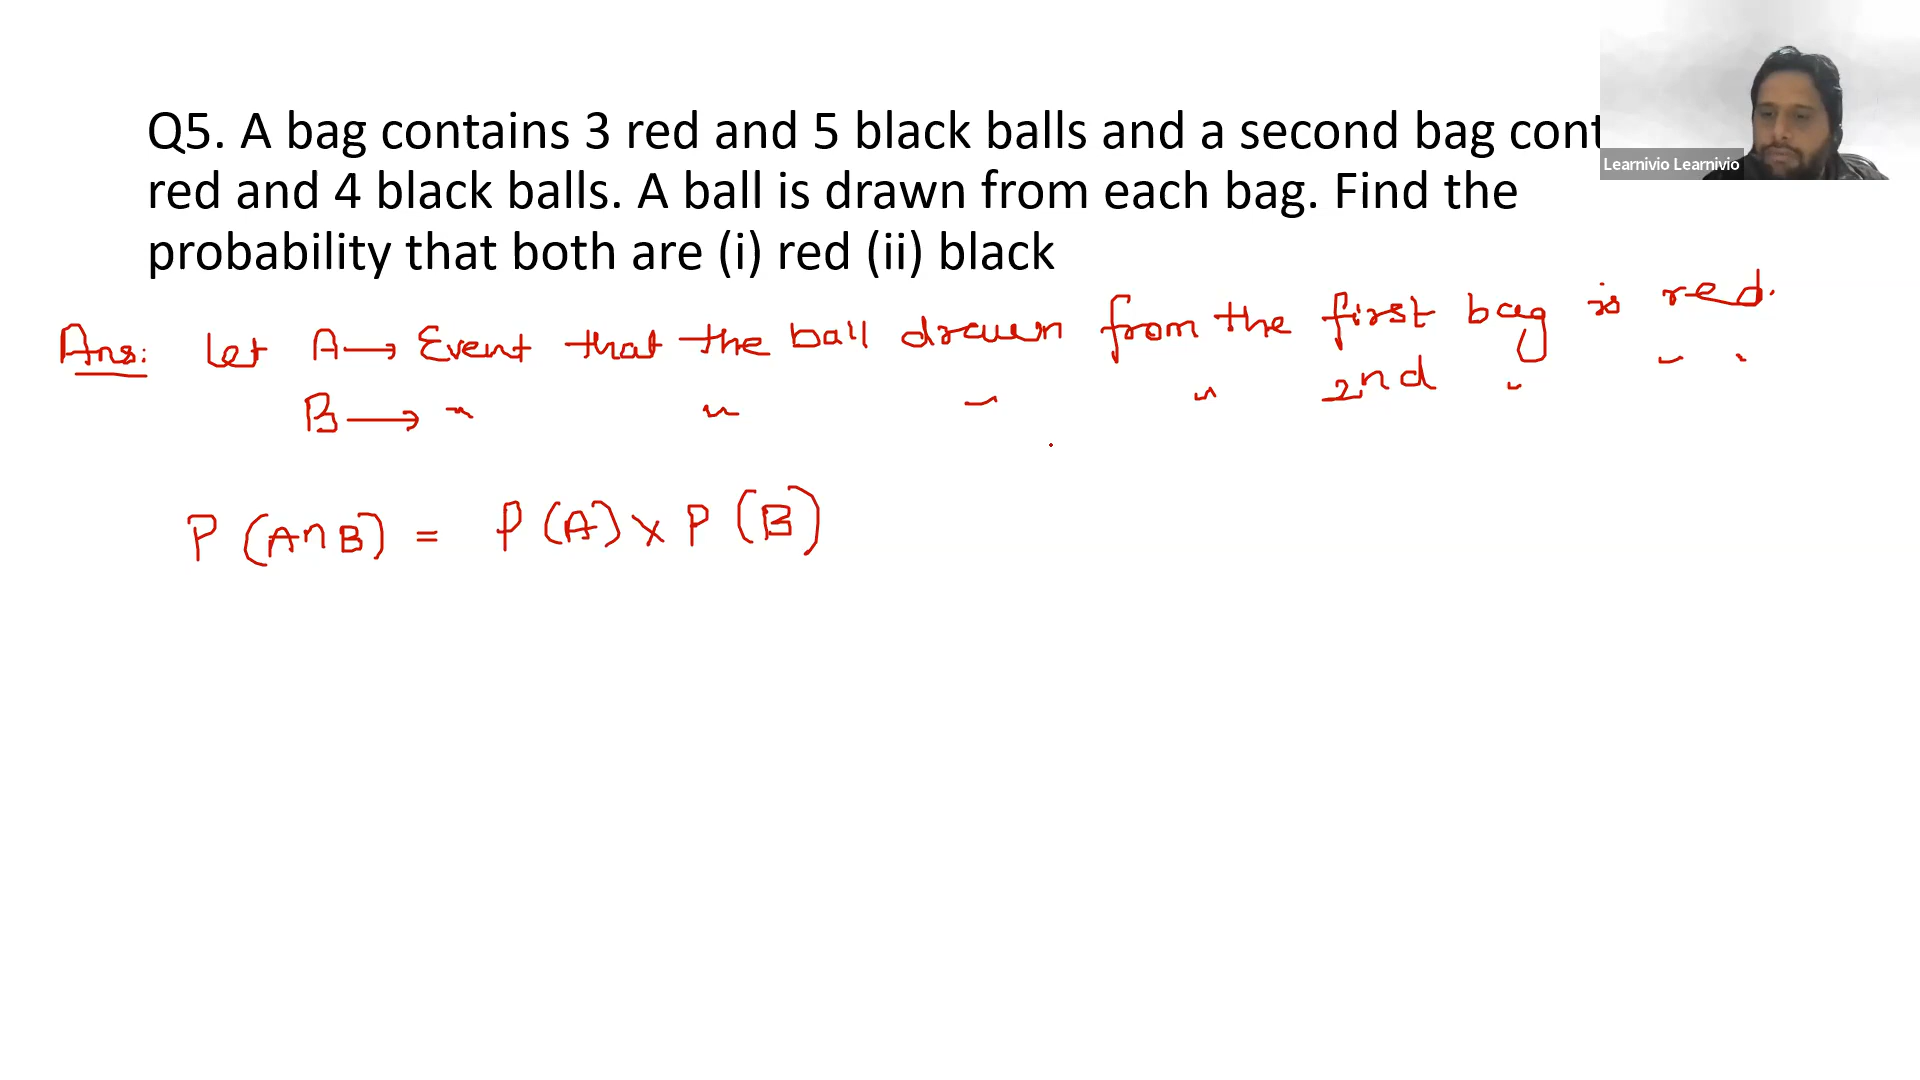 Q5. A bag contains 3 red and 5 black balls and a second bag cont
Learnivio Learnivio
red and 4 black balls. A ball is drawn from each bag. Find the
probability that both are (i) red (ii) black
Ans: Let A → Event that the ball drawn from the first bag is red.
B → " " " " 2nd " " "
P (A∩B) = P (A) x P (B)